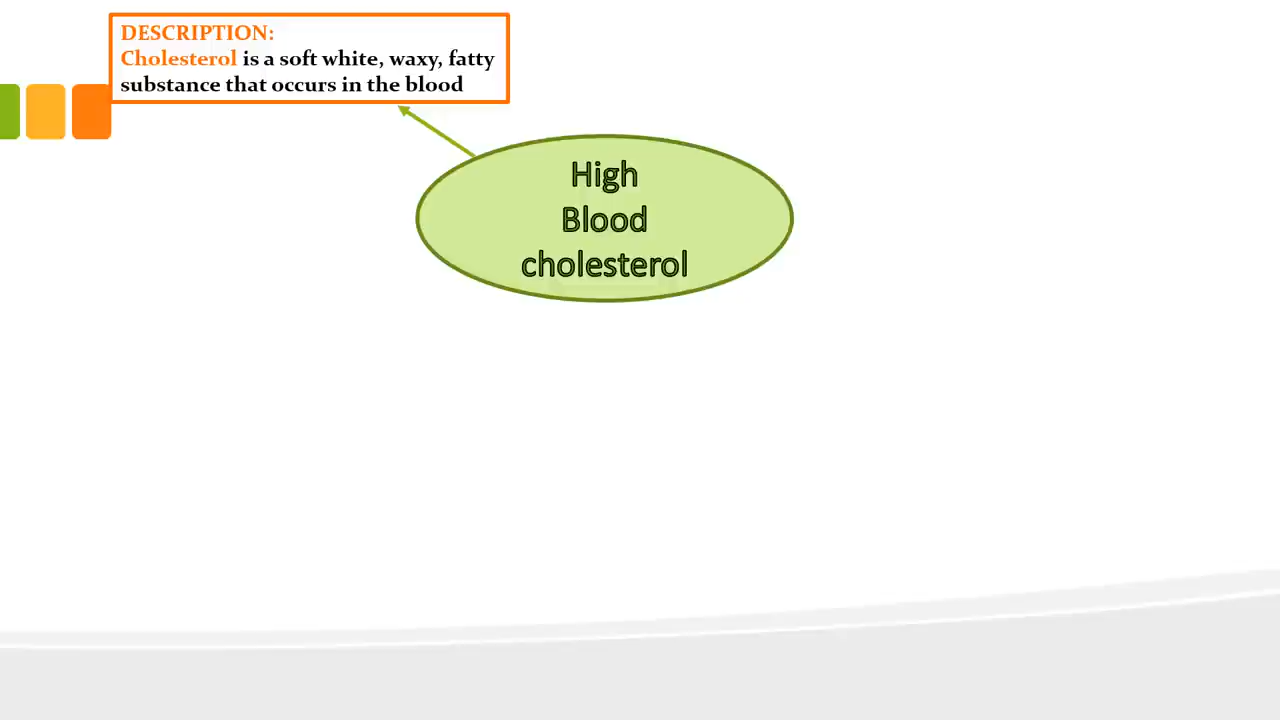 DESCRIPTION:
Cholesterol is a soft white, waxy, fatty
substance that occurs in the blood
High
Blood
cholesterol